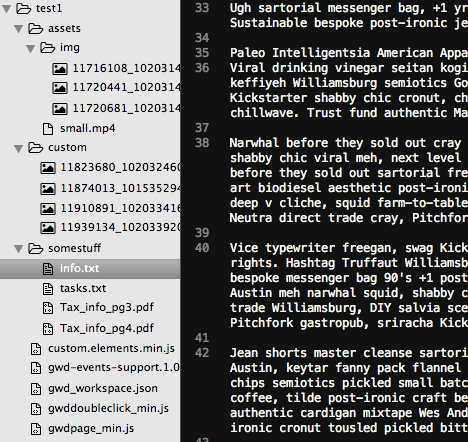 test1
assets
img
11716108_1020314
11720441_1020314
11720681_1020314
small.mp4
custom
11823680_102032460
11874013_101535294
11910891_102033416
11939134_102033920
somestuff
info.txt
tasks.txt
Tax_info_pg3.pdf
Tax_info_pg4.pdf
custom.elements.min.js
gwd-events-support.1.0
gwd_workspace.json
gwddoubleclick_min.js
gwdpage_min.js
33 Ugh sartorial messenger bag, +1 yr
Sustainable bespoke post-ironic je
34
35 Paleo Intelligentsia American Appa
36 Viral drinking vinegar seitan kogi
keffiyeh Williamsburg semiotics Go
Kickstarter shabby chic cronut, ch
chillwave. Trust fund authentic Ma
37
38 Narwhal before they sold out cray
shabby chic viral meh, next level
before they sold out sartorial fre
art biodiesel aesthetic post-ironi
deep v cliche, squid farm-to-table
Neutra direct trade cray, Pitchfor
39
40 Vice typewriter freegan, swag Kick
rights. Hashtag Truffaut Williamsb
bespoke messenger bag 90's +1 post
Austin meh narwhal squid, shabby c
trade Williamsburg, DIY salvia sce
Pitchfork gastropub, sriracha Kick
41
42 Jean shorts master cleanse sartori
Austin, keytar fanny pack flannel
chips semiotics pickled small batc
coffee, tilde post-ironic craft be
authentic cardigan mixtape Wes And
ironic cronut tousled pickled bitt